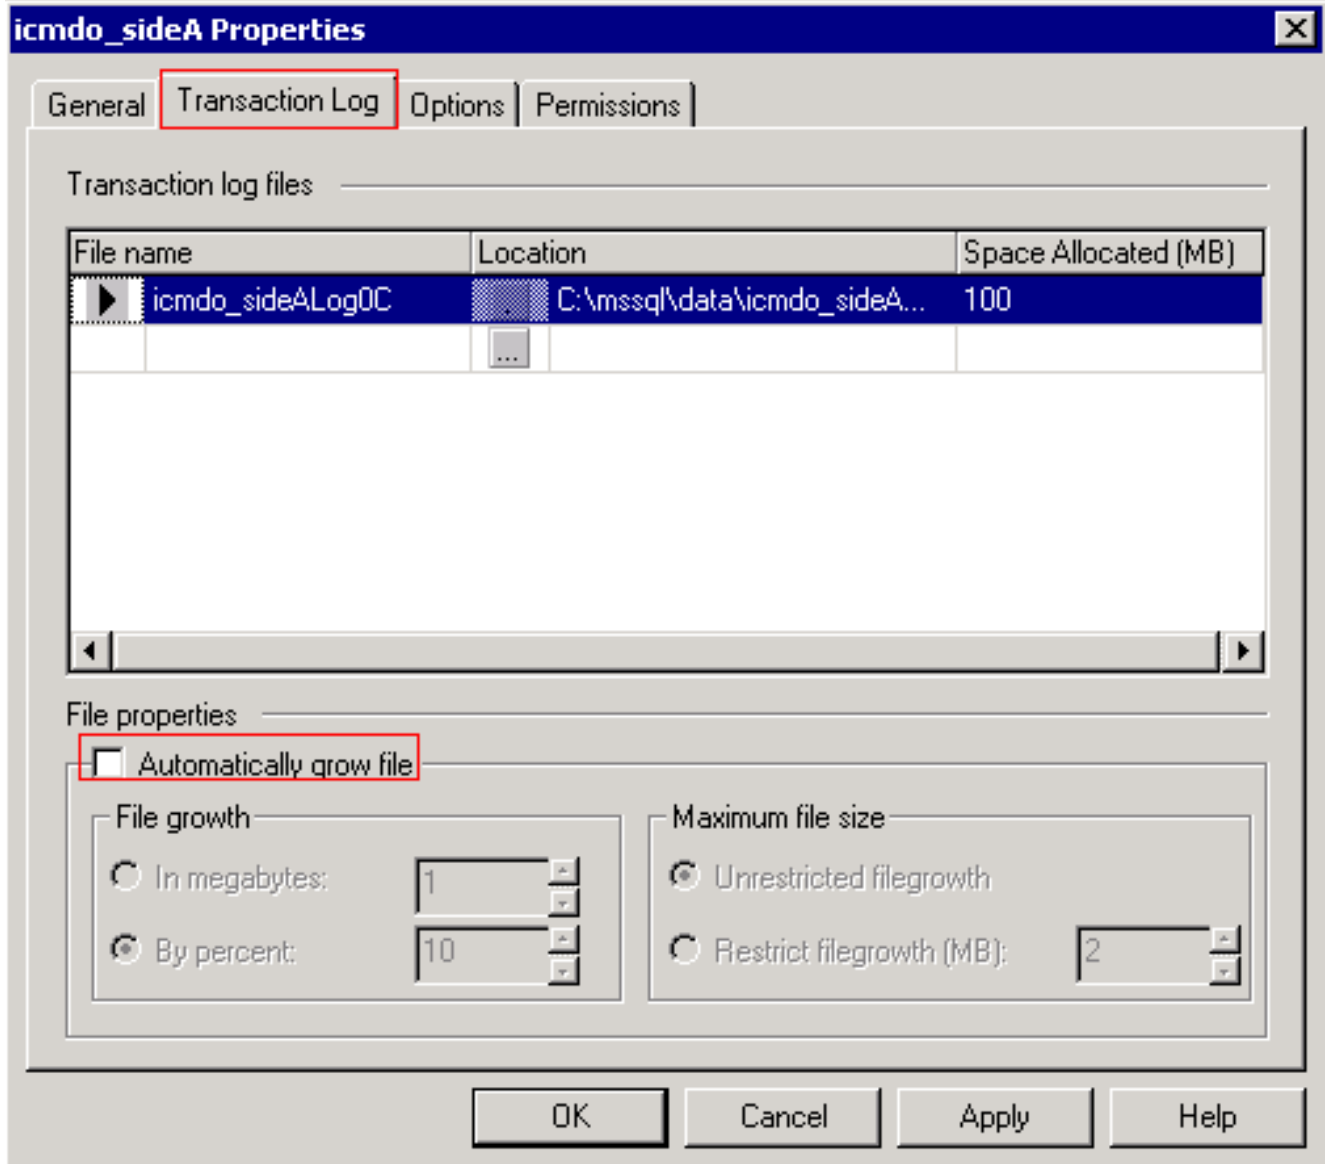 icmdo_sideA Properties
General Transaction Log Options Permissions
Transaction log files
File name Location Space Allocated (MB)
icmdo_sideALog0C . C:\mssql\data\icmdo_sideA... 100
...
File properties
Automatically grow file
File growth Maximum file size
In megabytes: 1 Unrestricted filegrowth
By percent: 10 Restrict filegrowth (MB): 2
OK Cancel Apply Help